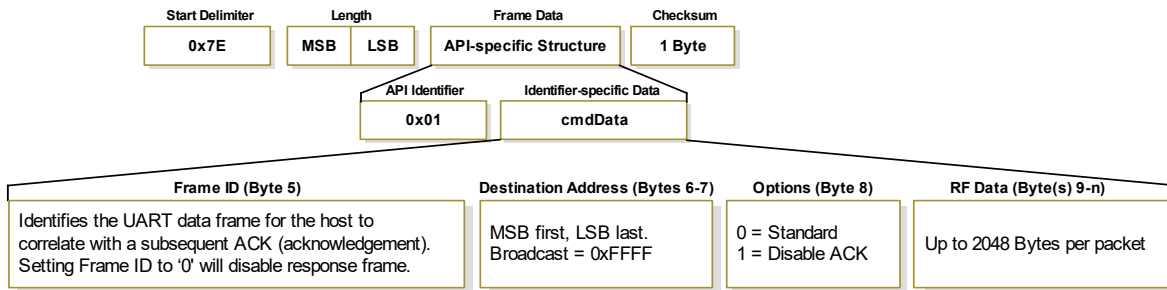 Start Delimiter Length Frame Data Checksum
0x7E MSB LSB API-specific Structure 1 Byte
API Identifier Identifier-specific Data
0x01 cmdData
Frame ID (Byte 5)
Identifies the UART data frame for the host to
correlate with a subsequent ACK (acknowledgement).
Setting Frame ID to ‘0' will disable response frame.
Destination Address (Bytes 6-7)
MSB first, LSB last.
Broadcast = 0xFFFF
Options (Byte 8)
0 = Standard
1 = Disable ACK
RF Data (Byte(s) 9-n)
Up to 2048 Bytes per packet